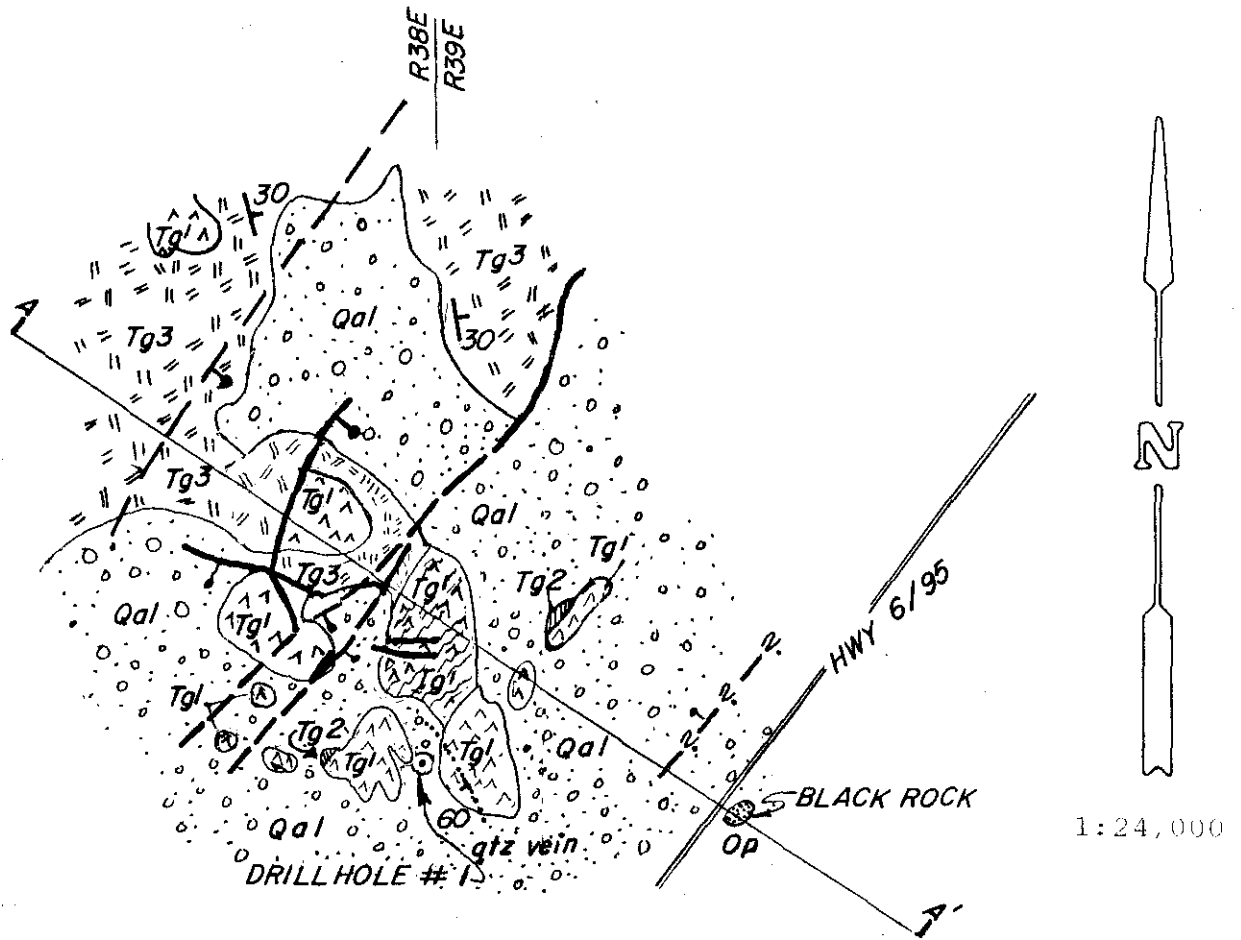 R38E
R39E
30
Tg1
Tg3
A
Tg3
Qal
30
Tg3
Tg1
Qal
Tg1
Tg2
Tg3
Tg1
Qal
Tg1
HWY 6/95
Tg1
Tg1
Tg2
Tg1
Tg1
Qal
BLACK ROCK
Op
60
qtz vein
Qal
DRILLHOLE # 1
A'
N
1:24,000